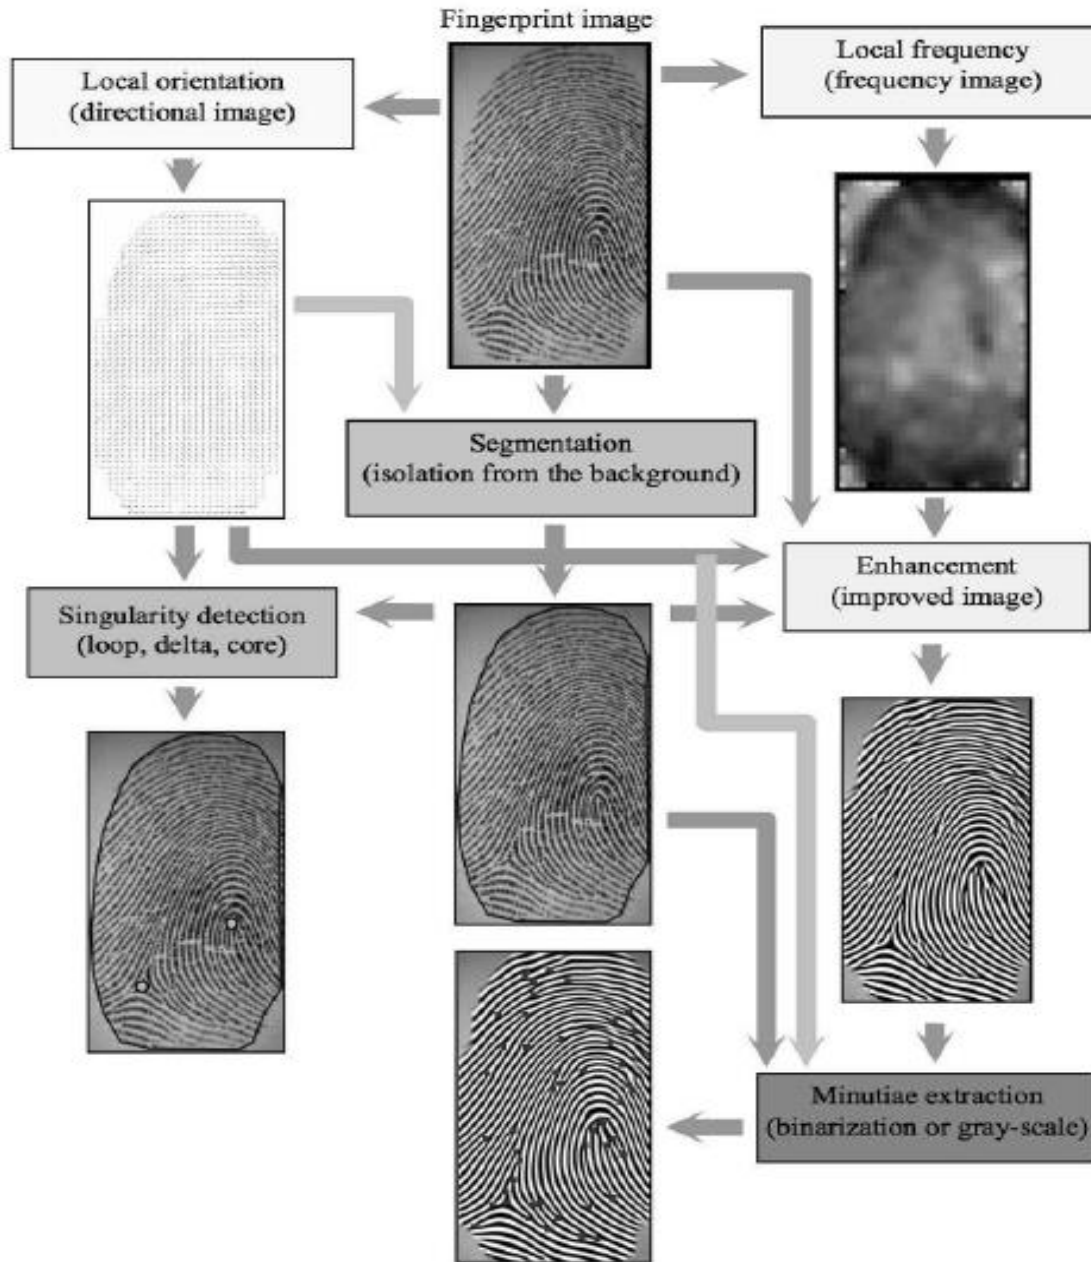 Fingerprint image
Local orientation
(directional image)
Local frequency
(frequency image)
Segmentation
(isolation from the background)
Singularity detection
(loop, delta, core)
Enhancement
(improved image)
Minutiae extraction
(binarization or gray-scale)